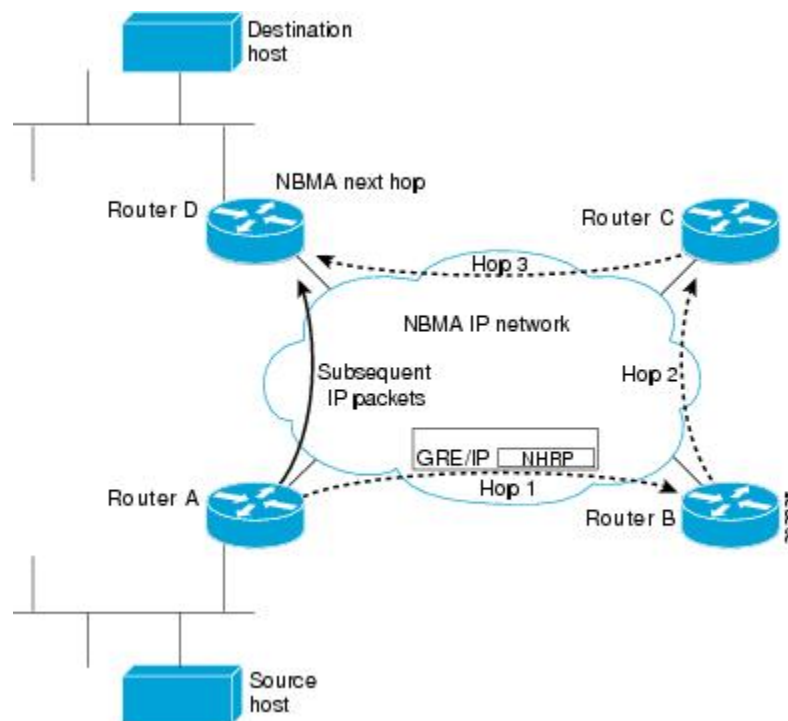 Destination
host
NBMA next hop
Router D
Router C
Hop 3
NBMA IP network
Subsequent
IP packets
Hop 2
GRE/IP
NHRP
Hop 1
Router A
Router B
Source
host